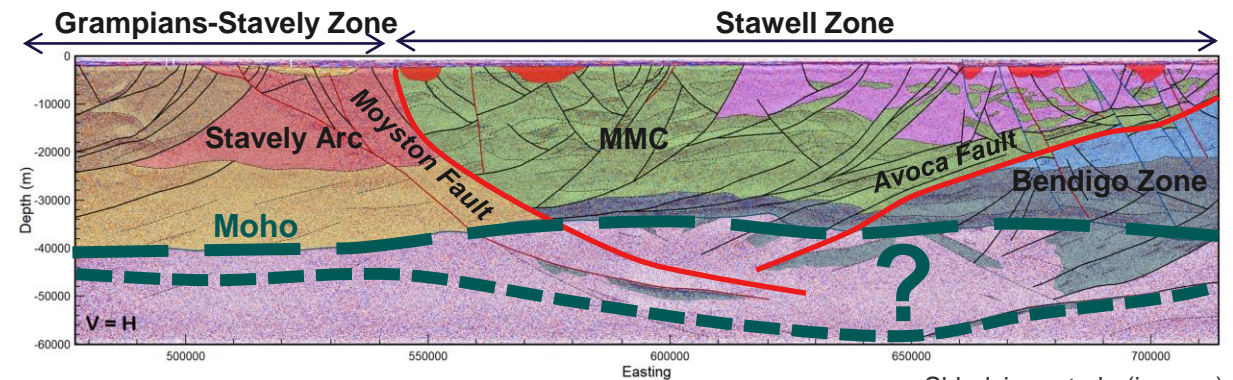 Grampians-Stavely Zone
Stawell Zone
0
-10000
-20000
-30000
-40000
-50000
-60000
Depth (m)
Stavely Arc
Moyston Fault
MMC
Avoca Fault
Bendigo Zone
Moho
?
V = H
500000
550000
600000
650000
700000
Easting